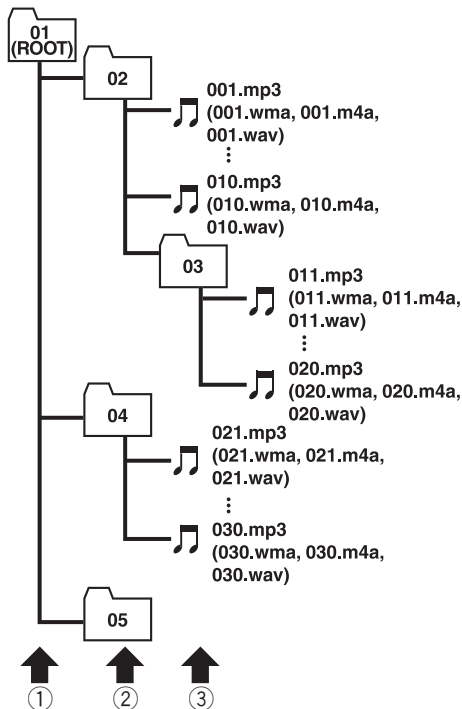 01
(ROOT)
02
001.mp3
(001.wma, 001.m4a,
001.wav)
⋮
010.mp3
(010.wma, 010.m4a,
010.wav)
03
011.mp3
(011.wma, 011.m4a,
011.wav)
⋮
020.mp3
(020.wma, 020.m4a,
020.wav)
04
021.mp3
(021.wma, 021.m4a,
021.wav)
⋮
030.mp3
(030.wma, 030.m4a,
030.wav)
05
① ② ③